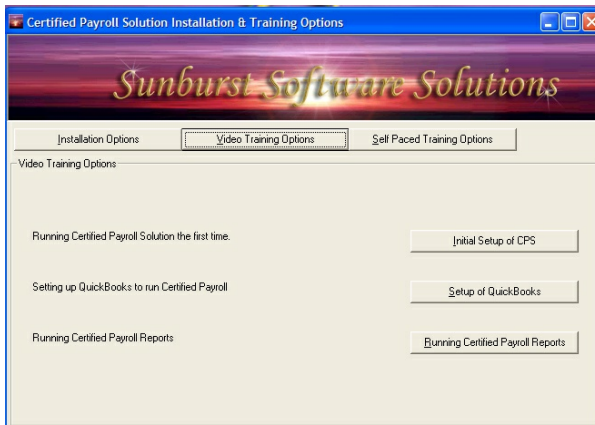 Certified Payroll Solution Installation & Training Options
Sunburst Software Solutions
Installation Options
Video Training Options
Self Paced Training Options
Video Training Options
Running Certified Payroll Solution the first time.
Initial Setup of CPS
Setting up QuickBooks to run Certified Payroll
Setup of QuickBooks
Running Certified Payroll Reports
Running Certified Payroll Reports